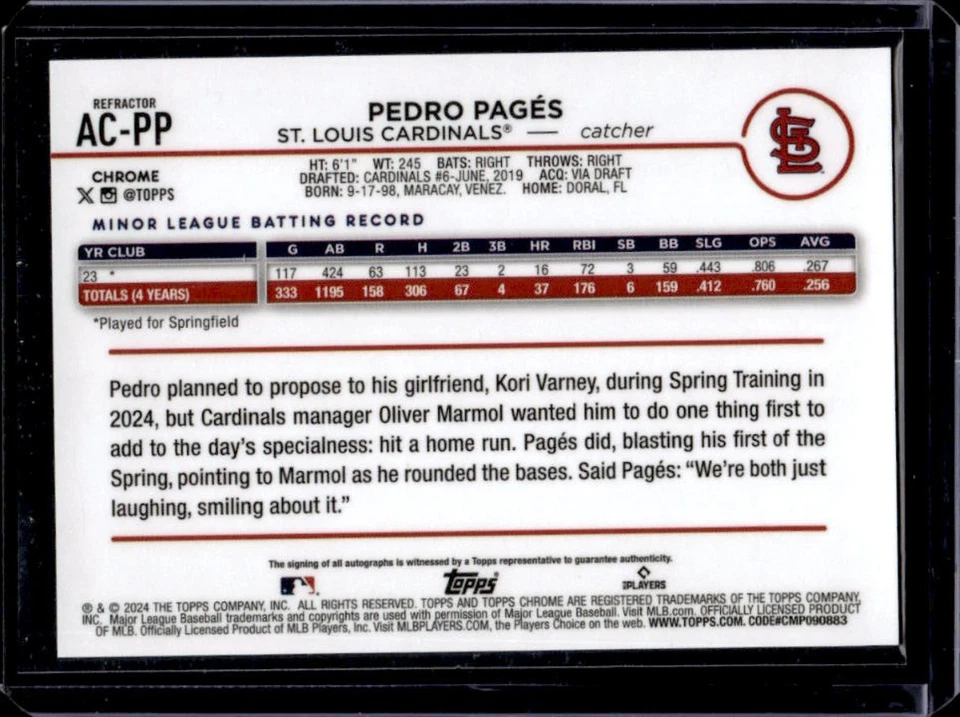 REFRACTOR
AC-PP
PEDRO PAGÉS
ST. LOUIS CARDINALS® — catcher
STL
CHROME
@TOPPS
HT: 6'1" WT: 245 BATS: RIGHT THROWS: RIGHT
DRAFTED: CARDINALS #6-JUNE, 2019 ACQ: VIA DRAFT
BORN: 9-17-98, MARACAY, VENEZ. HOME: DORAL, FL
MINOR LEAGUE BATTING RECORD
YR CLUB G AB R H 2B 3B HR RBI SB BB SLG OPS AVG
23 * 117 424 63 113 23 2 16 72 3 59 .443 .806 .267
TOTALS (4 YEARS) 333 1195 158 306 67 4 37 176 6 159 .412 .760 .256
*Played for Springfield
Pedro planned to propose to his girlfriend, Kori Varney, during Spring Training in
2024, but Cardinals manager Oliver Marmol wanted him to do one thing first to
add to the day's specialness: hit a home run. Pagés did, blasting his first of the
Spring, pointing to Marmol as he rounded the bases. Said Pagés: “We're both just
laughing, smiling about it.”
The signing of all autographs is witnessed by a Topps representative to guarantee authenticity.
Topps
PLAYERS
® & © 2024 THE TOPPS COMPANY, INC. ALL RIGHTS RESERVED. TOPPS AND TOPPS CHROME ARE REGISTERED TRADEMARKS OF THE TOPPS COMPANY,
INC. Major League Baseball trademarks and copyrights are used with permission of Major League Baseball. Visit MLB.com. OFFICIALLY LICENSED PRODUCT
OF MLB. Officially Licensed Product of MLB Players, Inc. Visit MLBPLAYERS.COM, the Players Choice on the web. WWW.TOPPS.COM. CODE#CMP090883